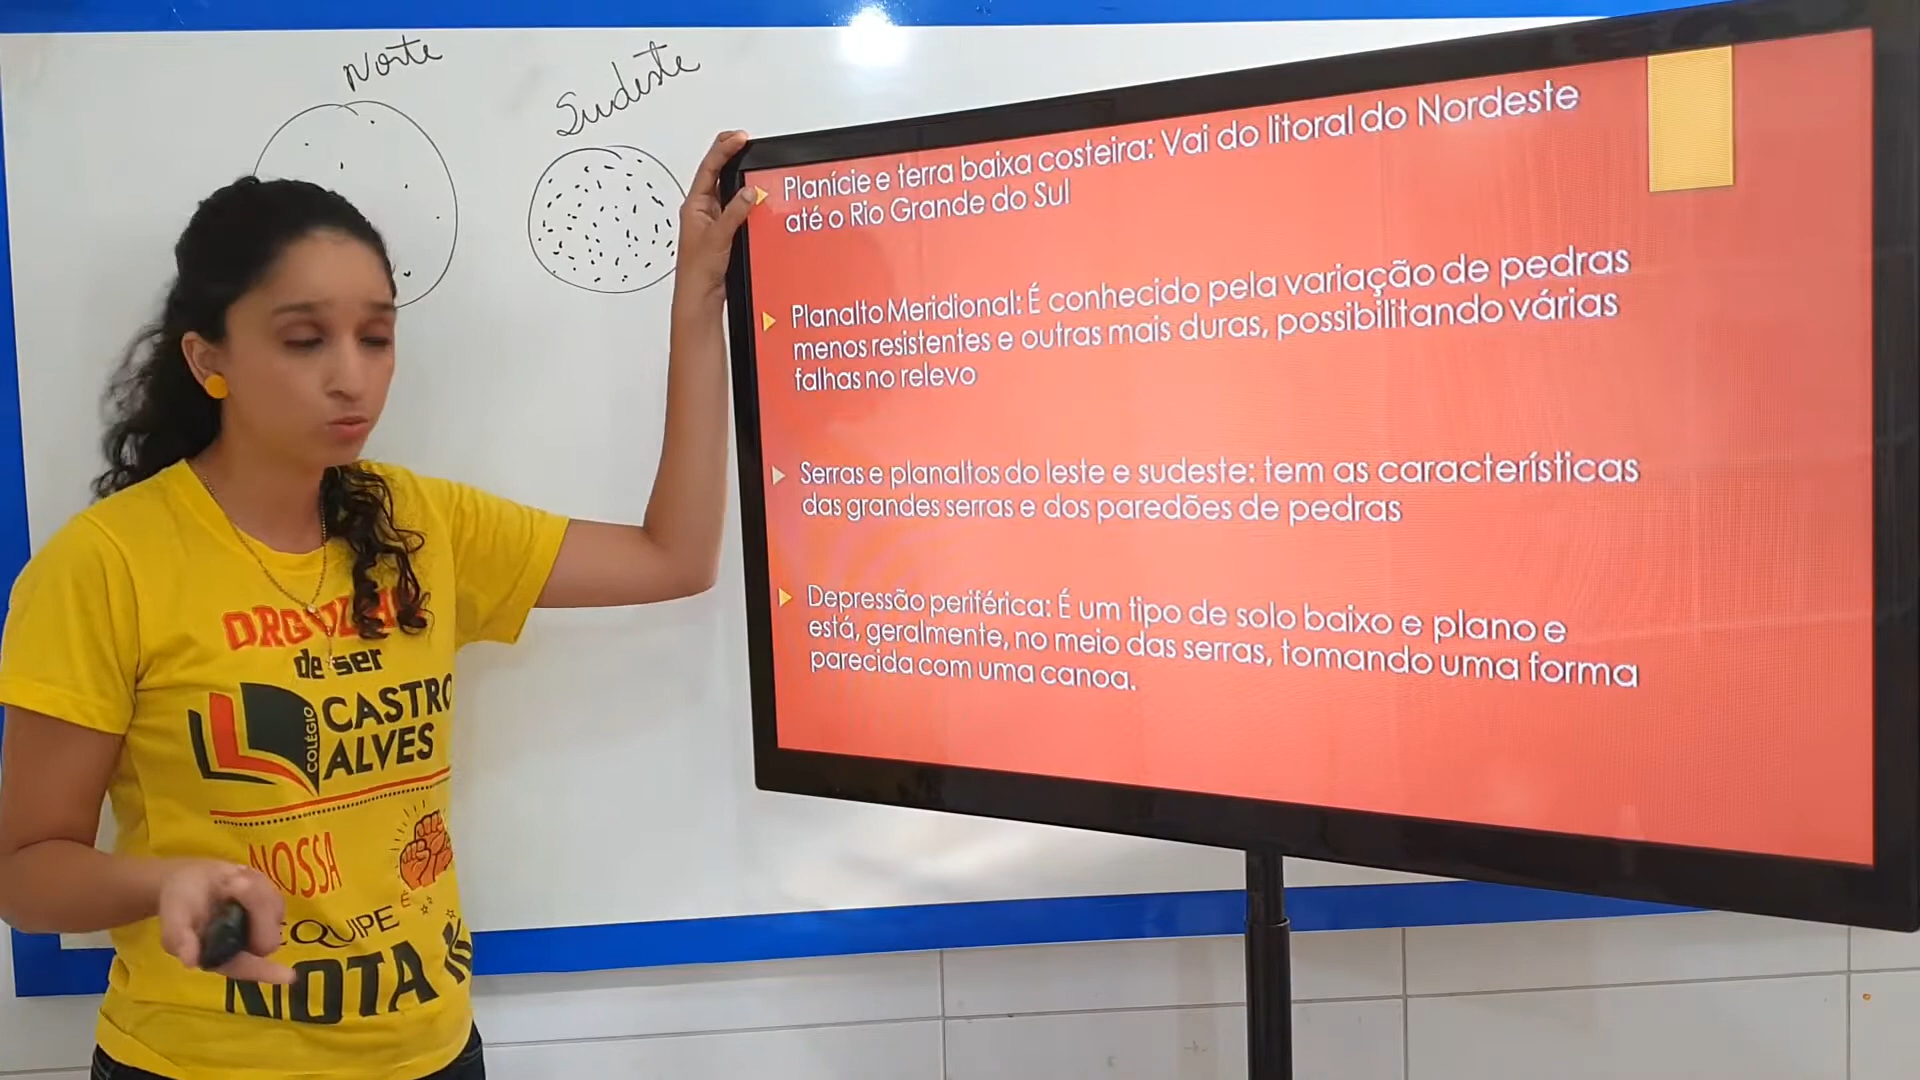 Norte
Sudeste
Planície e terra baixa costeira: Vai do litoral do Nordeste
até o Rio Grande do Sul
Planalto Meridional: É conhecido pela variação de pedras
menos resistentes e outras mais duras, possibilitando várias
falhas no relevo
Serras e planaltos do leste e sudeste: tem as características
das grandes serras e dos paredões de pedras
Depressão periférica: É um tipo de solo baixo e plano e
está, geralmente, no meio das serras, tomando uma forma
parecida com uma canoa.
de ser
COLÉGIO
CASTRO
ALVES
NOSSA
EQUIPE É
NOTA